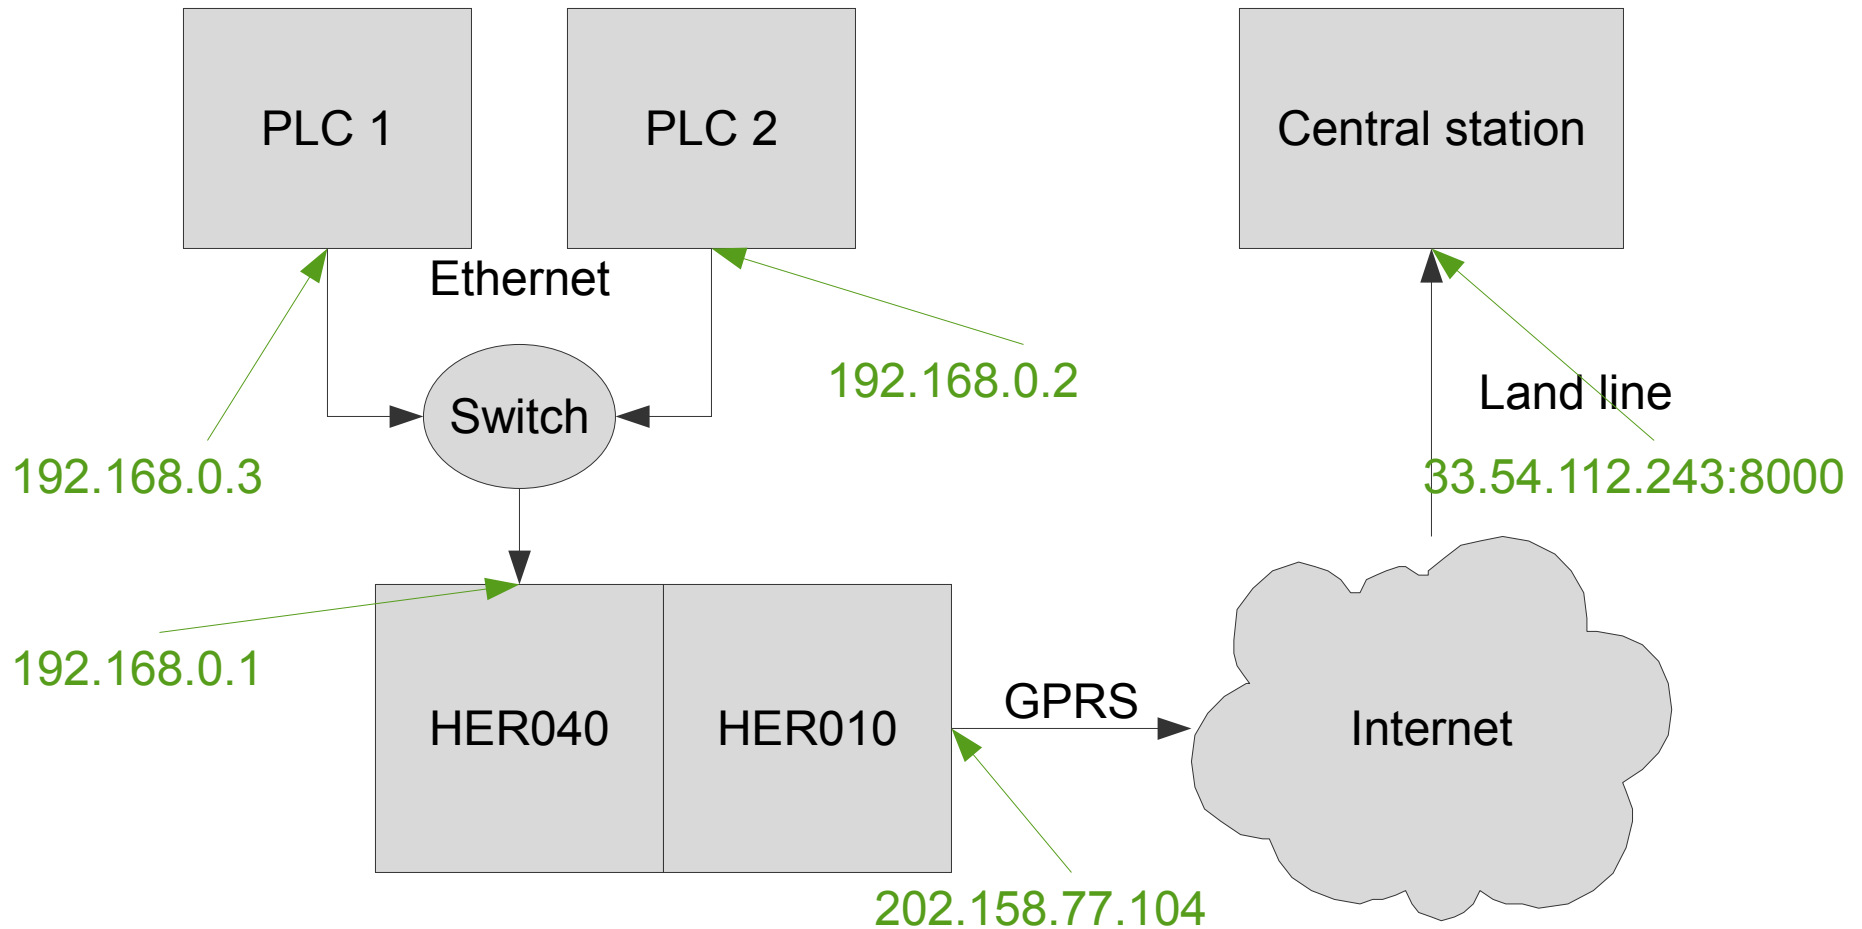 PLC 1
PLC 2
Central station
Ethernet
192.168.0.2
Land line
Switch
192.168.0.3
33.54.112.243:8000
192.168.0.1
GPRS
HER040
HER010
Internet
202.158.77.104